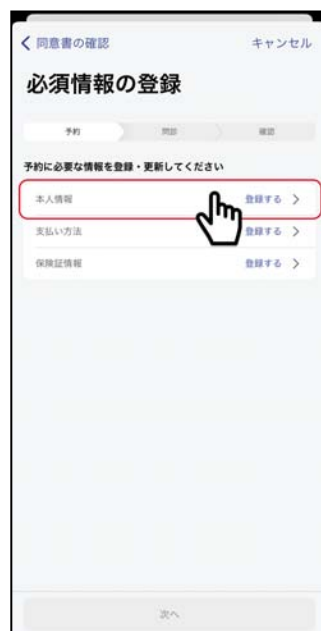 同意書の確認 キャンセル
必須情報の登録
予約 問診 確認
予約に必要な情報を登録・更新してください
本人情報 登録する
支払い方法 登録する
保険証情報 登録する
次へ